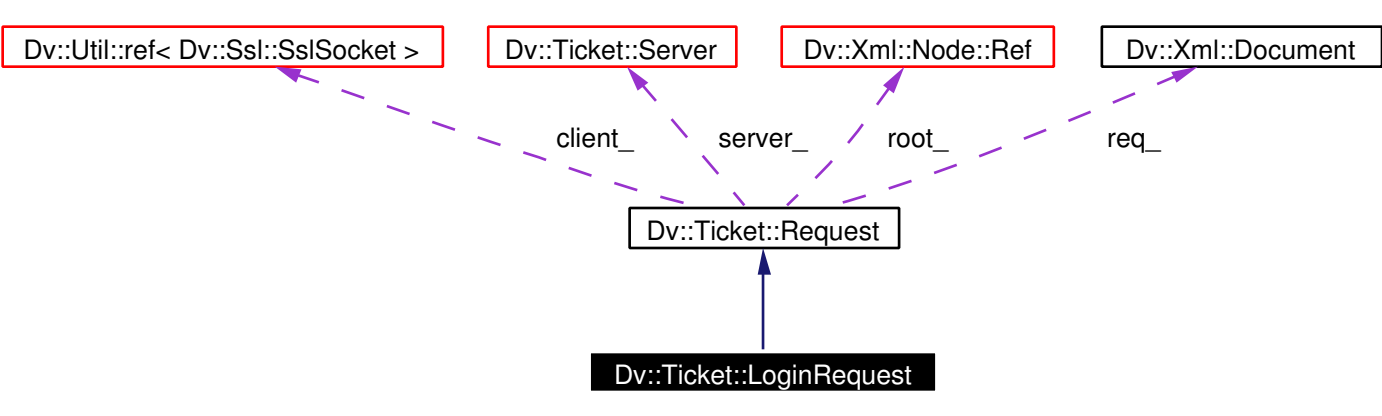 Dv::Util::ref< Dv::Ssl::SslSocket >
Dv::Ticket::Server
Dv::Xml::Node::Ref
Dv::Xml::Document
client_
server_
root_
req_
Dv::Ticket::Request
Dv::Ticket::LoginRequest